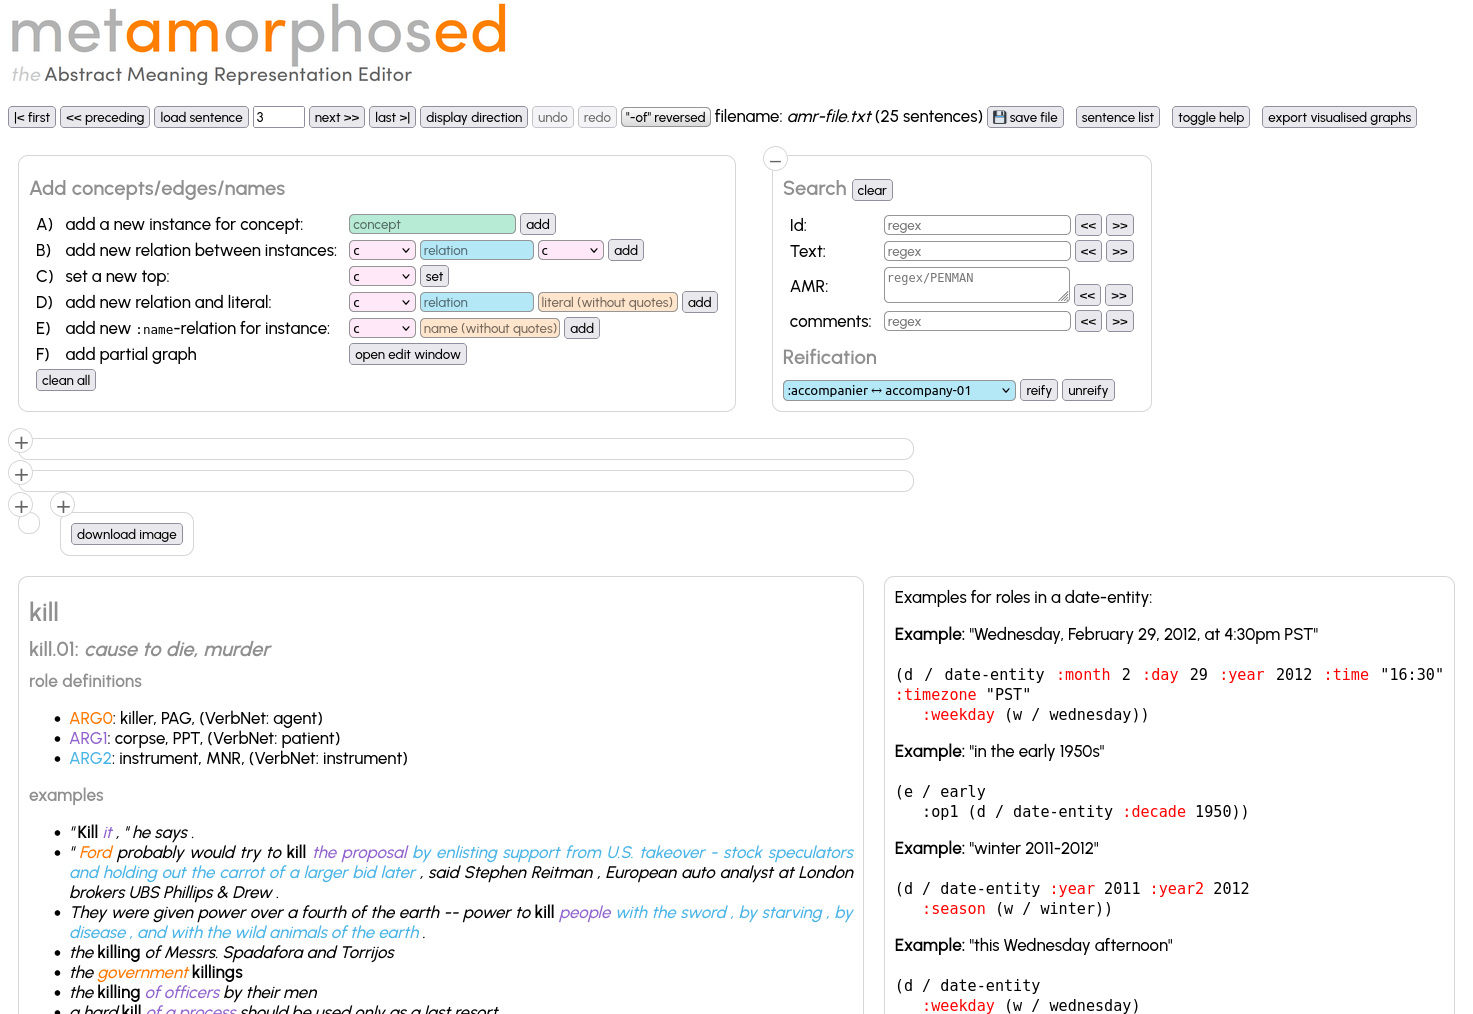 metamorphosed
the Abstract Meaning Representation Editor
|< first << preceding load sentence 3 next >> last >| display direction undo redo "-of" reversed filename: amr-file.txt (25 sentences) 💾 save file sentence list toggle help export visualised graphs
Add concepts/edges/names
A) add a new instance for concept: concept add
B) add new relation between instances: c relation c add
C) set a new top: c set
D) add new relation and literal: c relation literal (without quotes) add
E) add new :name-relation for instance: c name (without quotes) add
F) add partial graph open edit window
clean all
−
Search clear
Id: regex << >>
Text: regex << >>
AMR: regex/PENMAN << >>
comments: regex << >>
Reification
:accompanier ↔ accompany-01 reify unreify
+
+
+ +
download image
kill
kill.01: cause to die, murder
role definitions
• ARG0: killer, PAG, (VerbNet: agent)
• ARG1: corpse, PPT, (VerbNet: patient)
• ARG2: instrument, MNR, (VerbNet: instrument)
examples
• " Kill it , " he says .
• " Ford probably would try to kill the proposal by enlisting support from U.S. takeover - stock speculators
and holding out the carrot of a larger bid later , said Stephen Reitman , European auto analyst at London
brokers UBS Phillips & Drew .
• They were given power over a fourth of the earth -- power to kill people with the sword , by starving , by
disease , and with the wild animals of the earth .
• the killing of Messrs. Spadafora and Torrijos
• the government killings
• the killing of officers by their men
• a hard kill of a process should be used only as a last resort
Examples for roles in a date-entity:
Example: "Wednesday, February 29, 2012, at 4:30pm PST"
(d / date-entity :month 2 :day 29 :year 2012 :time "16:30"
:timezone "PST"
:weekday (w / wednesday))
Example: "in the early 1950s"
(e / early
:op1 (d / date-entity :decade 1950))
Example: "winter 2011-2012"
(d / date-entity :year 2011 :year2 2012
:season (w / winter))
Example: "this Wednesday afternoon"
(d / date-entity
:weekday (w / wednesday)